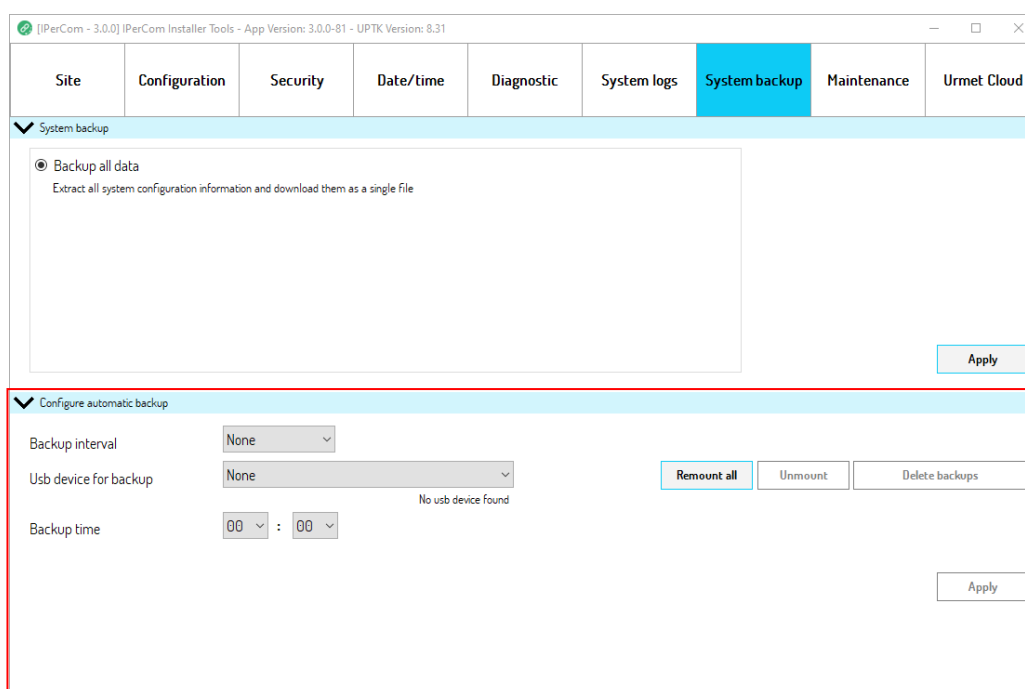 [IPerCom - 3.0.0] IPerCom Installer Tools - App Version: 3.0.0-81 - UPTK Version: 8.31
Site Configuration Security Date/time Diagnostic System logs System backup Maintenance Urmet Cloud
System backup
Backup all data
Extract all system configuration information and download them as a single file
Apply
Configure automatic backup
Backup interval None
Usb device for backup None Remount all Unmount Delete backups
No usb device found
Backup time 00 : 00
Apply